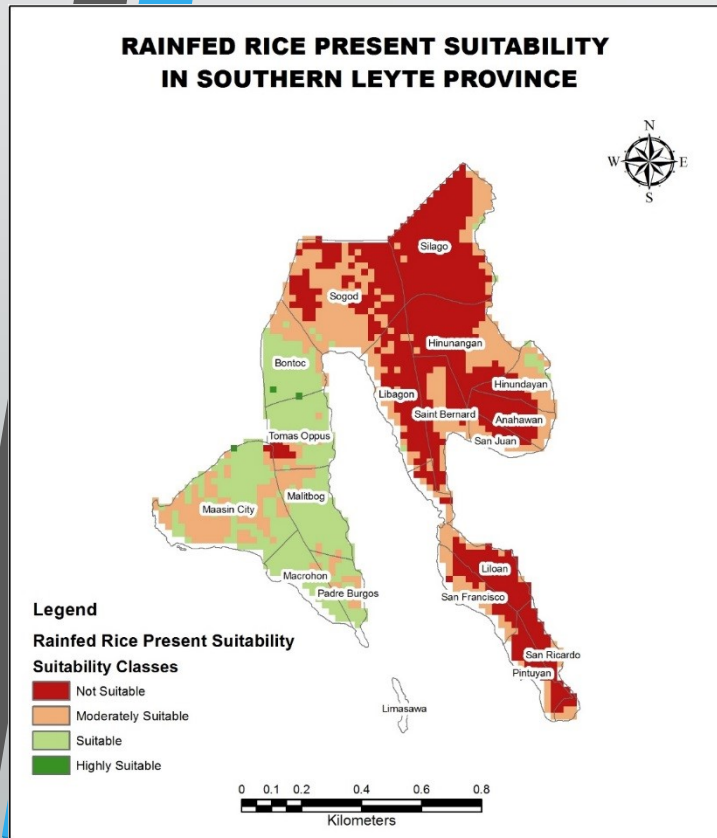 RAINFED RICE PRESENT SUITABILITY
IN SOUTHERN LEYTE PROVINCE
N
W
E
S
Silago
Sogod
Hinunangan
Bontoc
Hinundayan
Libagon
Anahawan
Saint Bernard
Tomas Oppus
San Juan
Malitbog
Maasin City
Liloan
Macrohon
Padre Burgos
San Francisco
San Ricardo
Pintuyan
Limasawa
Legend
Rainfed Rice Present Suitability
Suitability Classes
Not Suitable
Moderately Suitable
Suitable
Highly Suitable
0 0.1 0.2 0.4 0.6 0.8
Kilometers